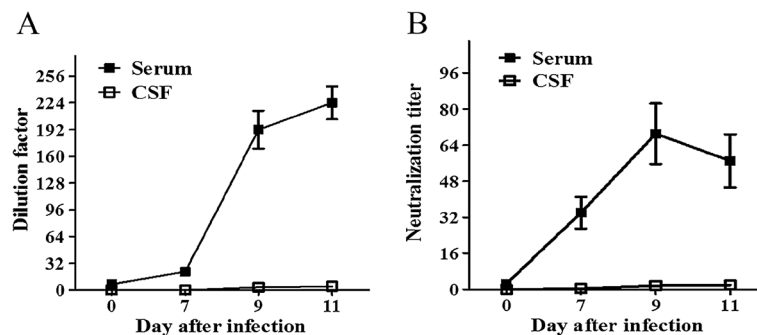 A
Dilution factor
256
224
192
160
128
96
64
32
0
Serum
CSF
0 7 9 11
Day after infection
B
Neutralization titer
96
80
64
48
32
16
0
Serum
CSF
0 7 9 11
Day after infection